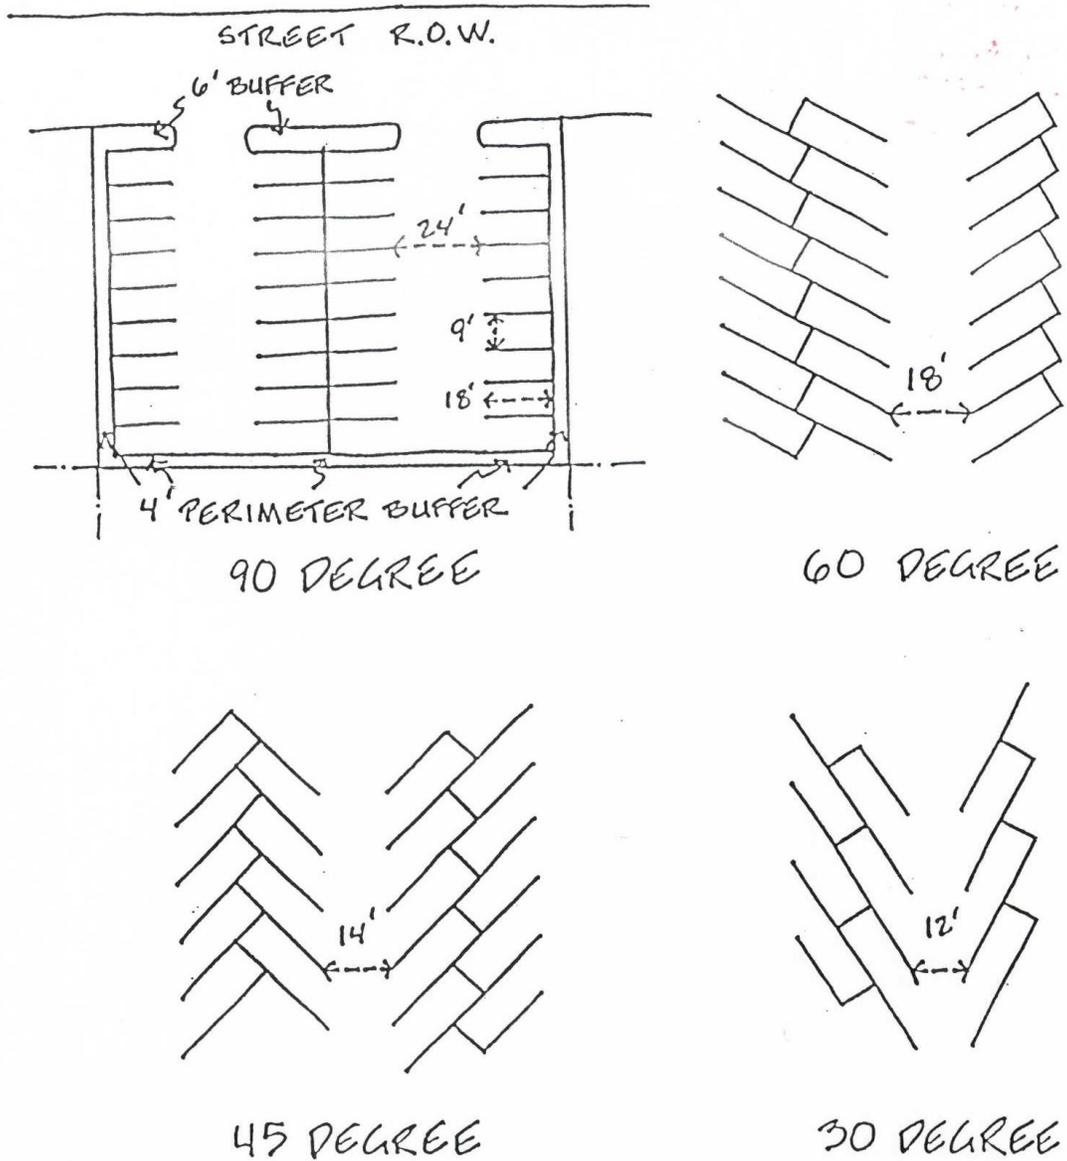 STREET R.O.W.
6' BUFFER
24'
9'
18'
18'
4' PERIMETER BUFFER
90 DEGREE
60 DEGREE
14'
12'
45 DEGREE
30 DEGREE